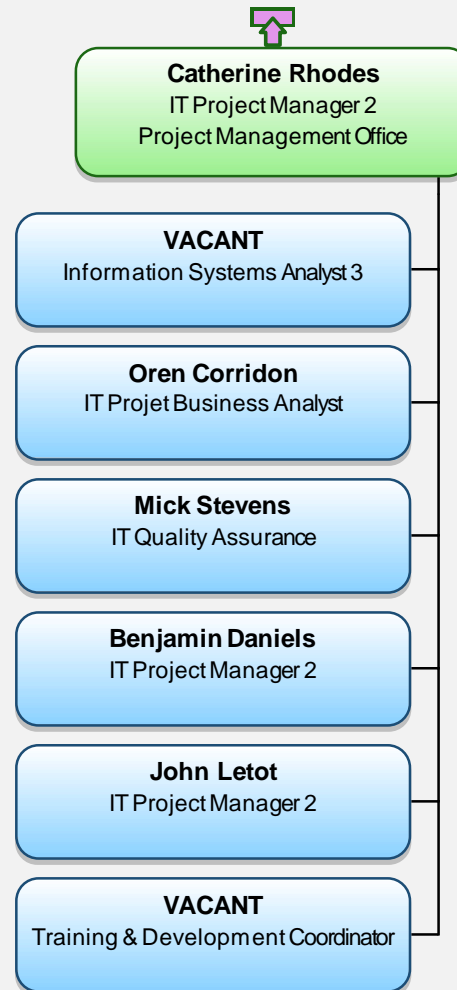 Catherine Rhodes
IT Project Manager 2
Project Management Office
VACANT
Information Systems Analyst 3
Oren Corridon
IT Projet Business Analyst
Mick Stevens
IT Quality Assurance
Benjamin Daniels
IT Project Manager 2
John Letot
IT Project Manager 2
VACANT
Training & Development Coordinator